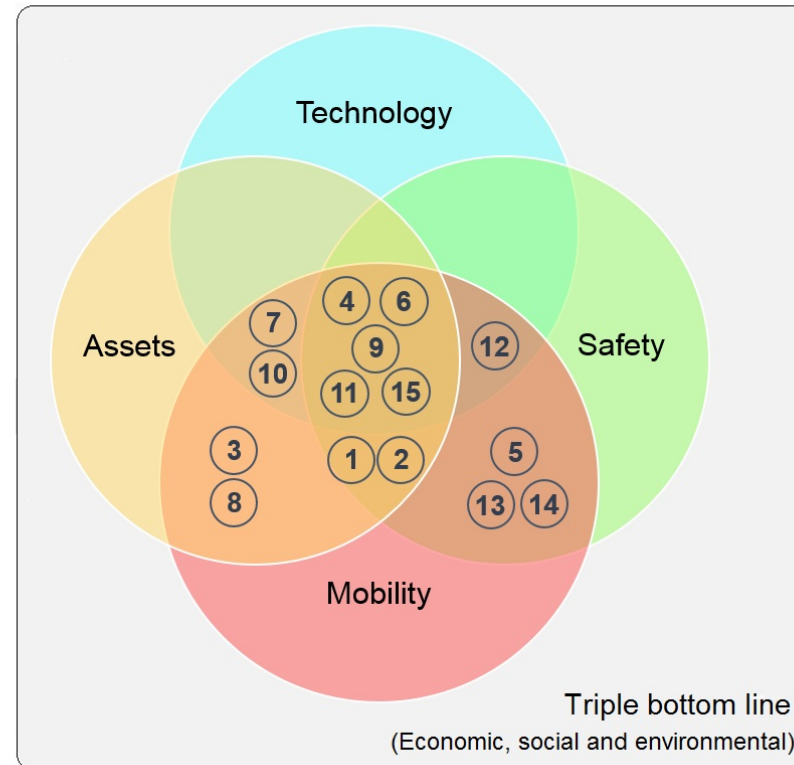 Technology
4 6
7
9
12
Assets
Safety
10
11 15
3
1 2
5
8
13 14
Mobility
Triple bottom line
(Economic, social and environmental)